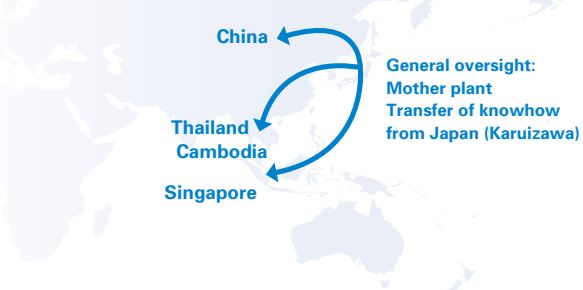 China
General oversight:
Mother plant
Transfer of knowhow
from Japan (Karuizawa)
Thailand
Cambodia
Singapore